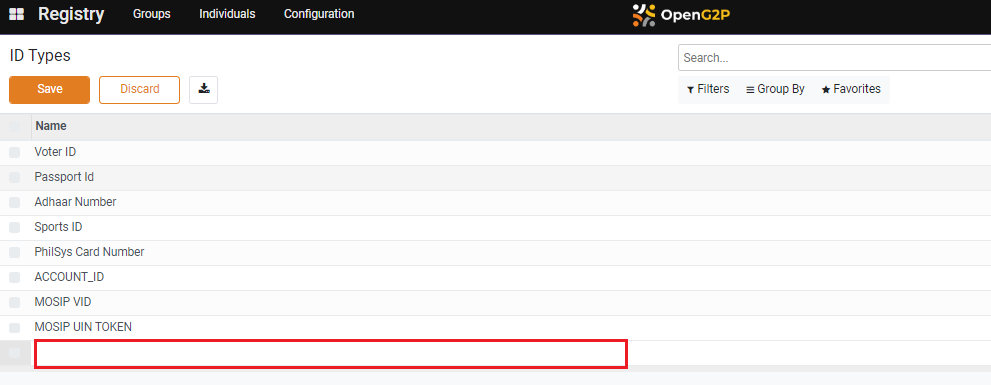 Registry Groups Individuals Configuration OpenG2P
ID Types
Search...
Save Discard
Filters Group By Favorites
Name
Voter ID
Passport Id
Adhaar Number
Sports ID
PhilSys Card Number
ACCOUNT_ID
MOSIP VID
MOSIP UIN TOKEN